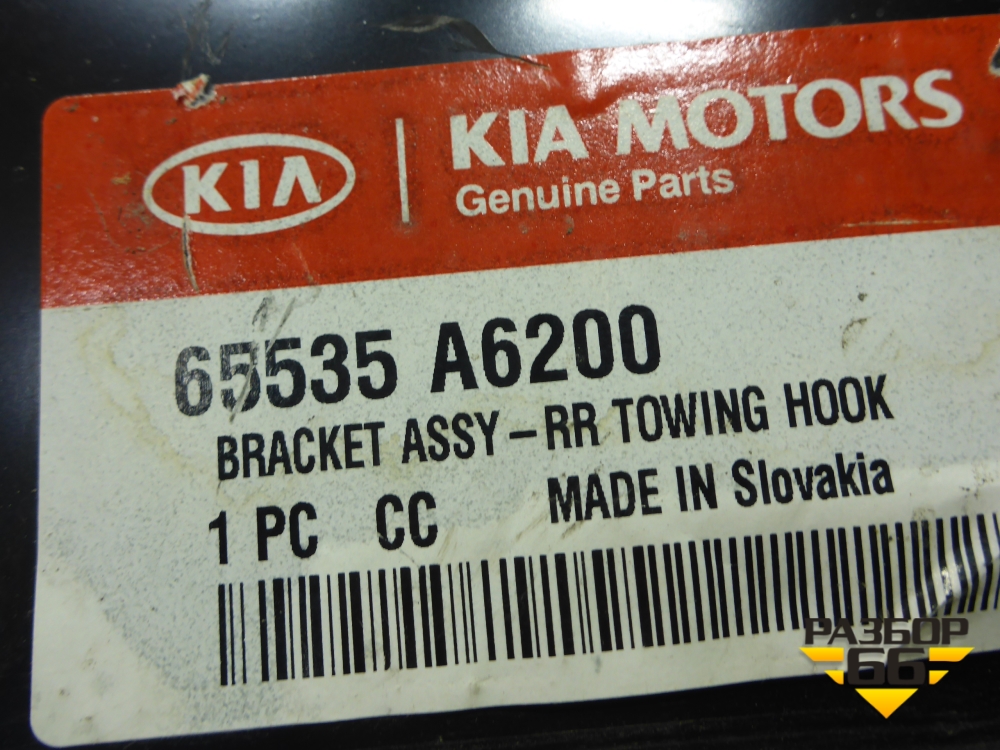 KIA
KIA MOTORS
Genuine Parts
65535 A6200
BRACKET ASSY-RR TOWING HOOK
1 PC CC MADE IN Slovakia
РАЗБОР
66